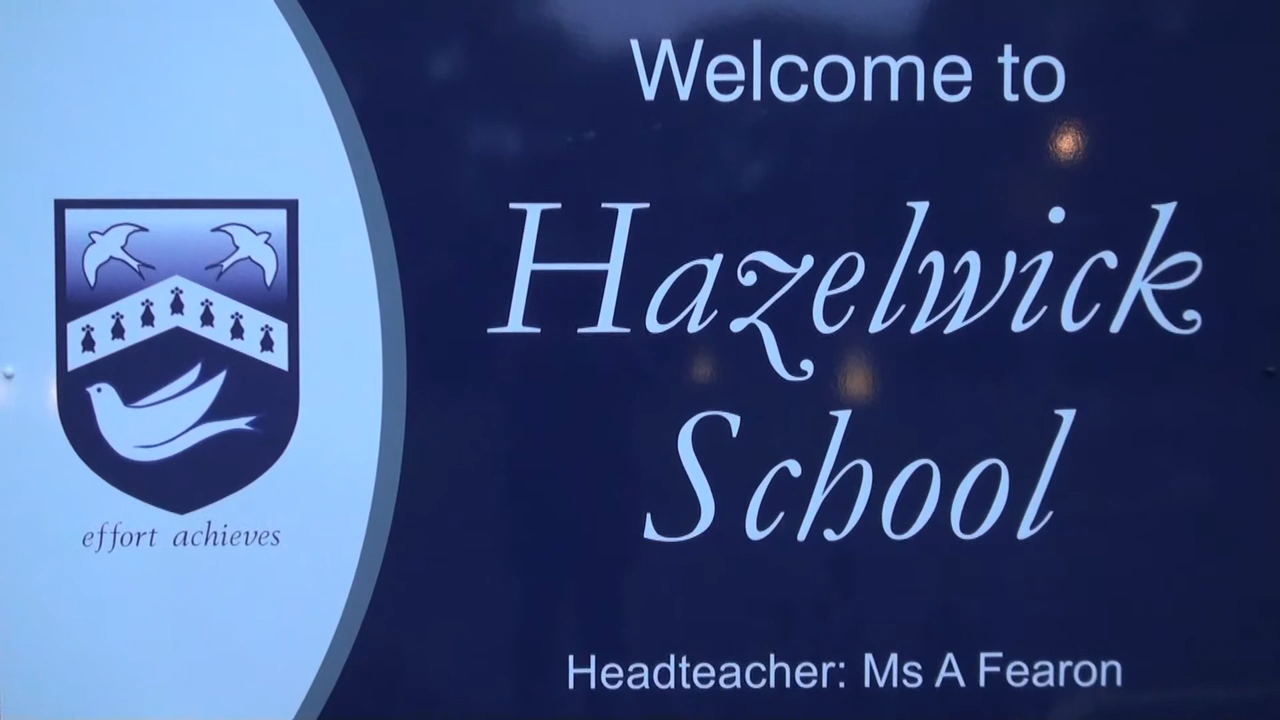 Welcome to
Hazelwick
School
effort achieves
Headteacher: Ms A Fearon